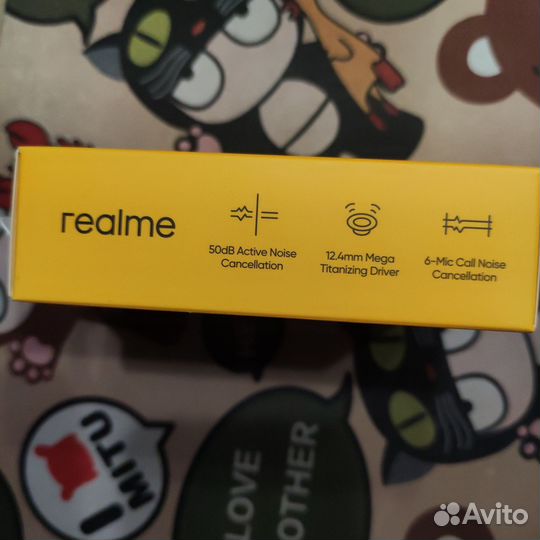 realme
50dB Active Noise
Cancellation
12.4mm Mega
Titanizing Driver
6-Mic Call Noise
Cancellation
I
MITU
LOVE
OTHER
Avito